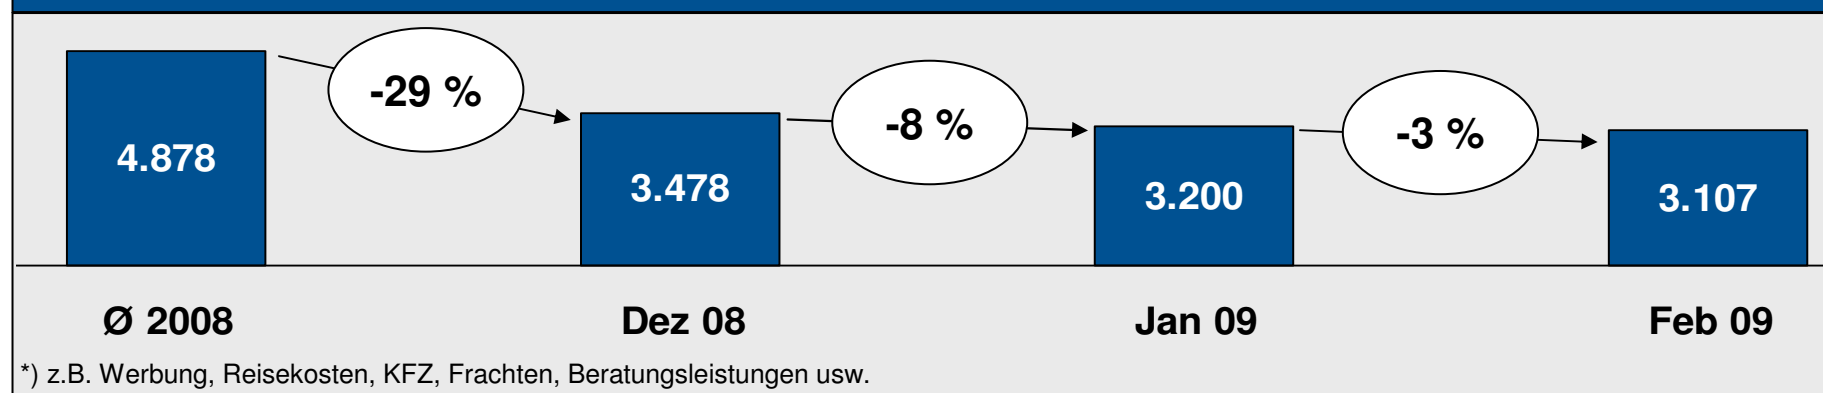 -29 %
-8 %
-3 %
4.878
3.478
3.200
3.107
Ø 2008
Dez 08
Jan 09
Feb 09
*) z.B. Werbung, Reisekosten, KFZ, Frachten, Beratungsleistungen usw.